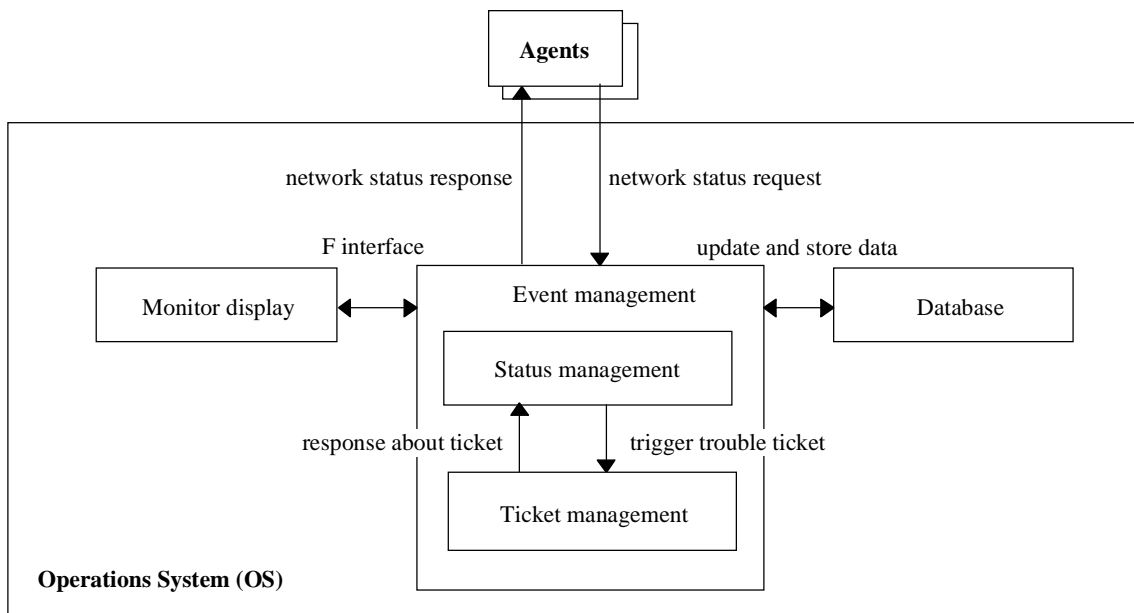 Agents
network status response
network status request
F interface
update and store data
Monitor display
Event management
Database
Status management
response about ticket
trigger trouble ticket
Ticket management
Operations System (OS)